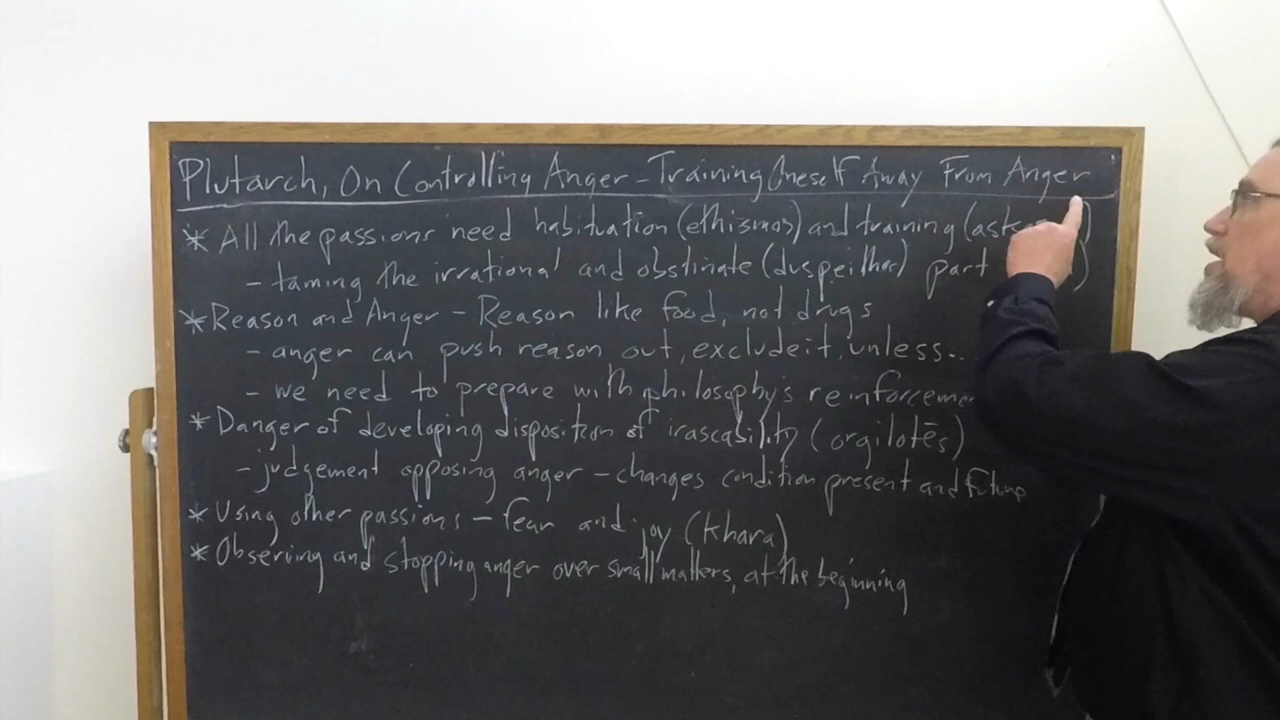 Plutarch, On Controlling Anger - Training Oneself Away From Anger
* All the passions need habituation (ethismos) and training
- taming the irrational and obstinate (duspeithes) part
* Reason and Anger - Reason like food, not drugs
- anger can push reason out, exclude it, unless..
- we need to prepare with philosophy's
* Danger of developing disposition of irascability (orgilotēs)
- judgement opposing anger - changes condition present and future
* Using other passions - fear and joy (khara)
* Observing and stopping anger over small matters, at the beginning